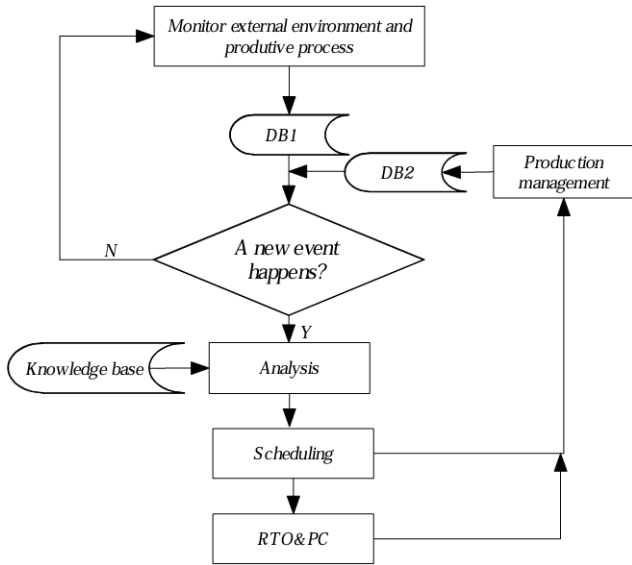 Monitor external environment and
produtive process
DB1
DB2
Production
management
A new event
happens?
N
Y
Knowledge base
Analysis
Scheduling
RTO&PC